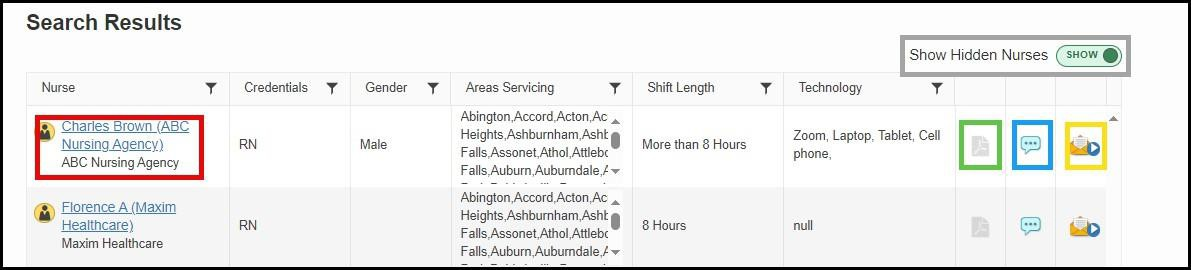 Search Results
Show Hidden Nurses SHOW
Nurse Credentials Gender Areas Servicing Shift Length Technology
Charles Brown (ABC
Nursing Agency)
ABC Nursing Agency
RN
Male
Abington,Accord,Acton,Acc
Heights,Ashburnham,Ashb
Falls,Assonet,Athol,Attlebo
Falls,Auburn,Auburndale,A
More than 8 Hours
Zoom, Laptop, Tablet, Cell
phone,
Florence A (Maxim
Healthcare)
Maxim Healthcare
RN
Abington,Accord,Acton,Acc
Heights,Ashburnham,Ashb
Falls,Assonet,Athol,Attlebo
Falls,Auburn,Auburndale,A
8 Hours
null